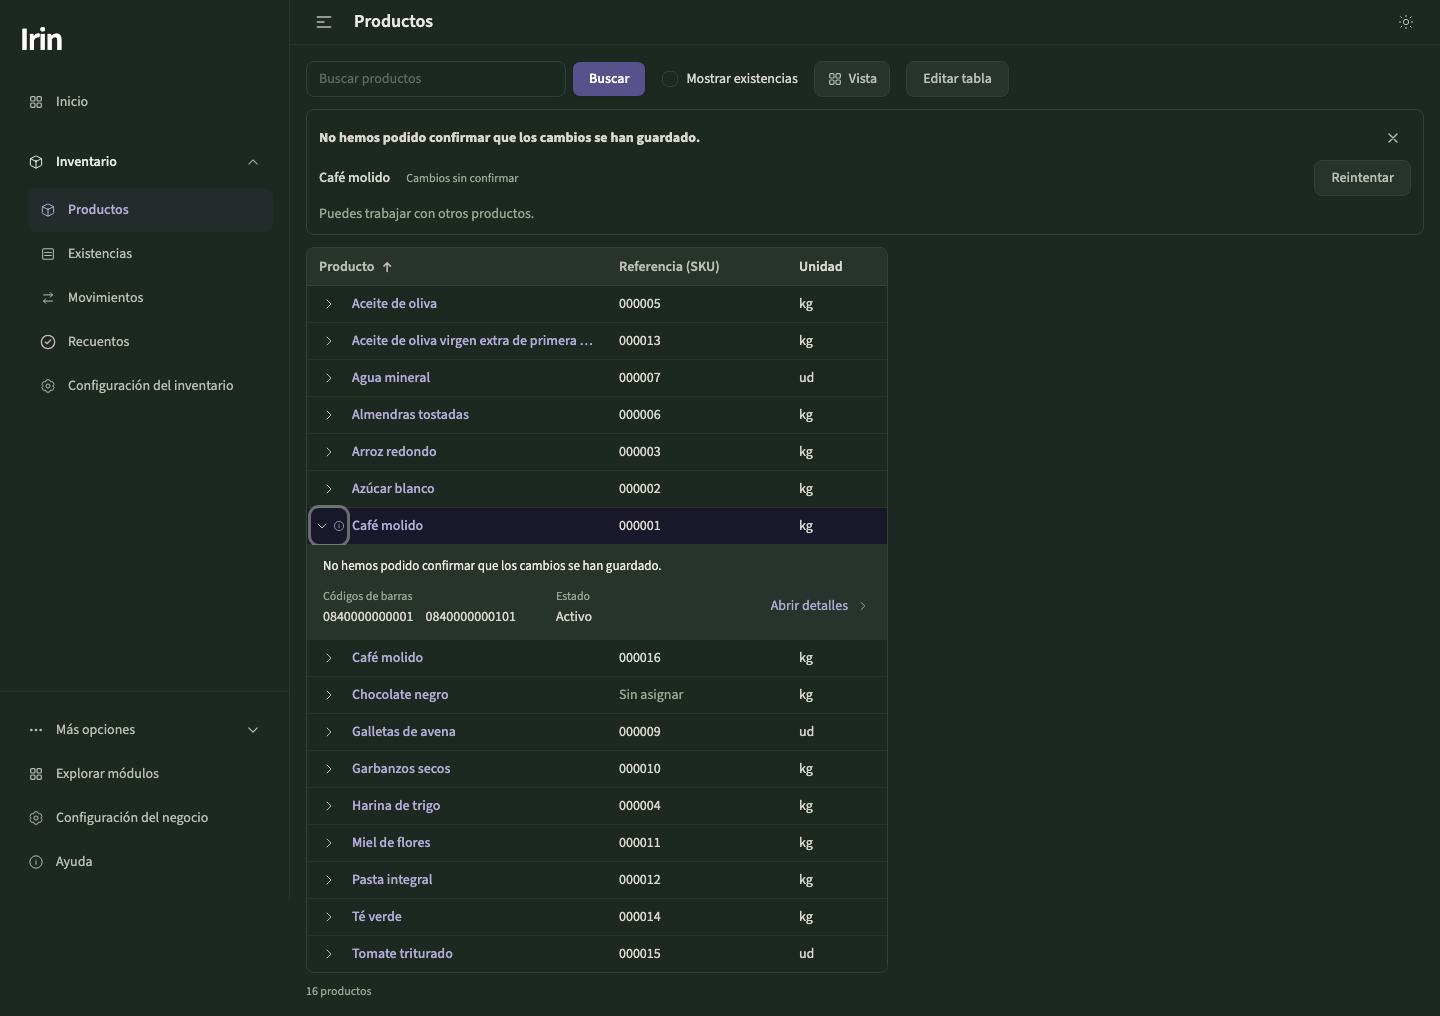 Irin
Inicio
Inventario
Productos
Existencias
Movimientos
Recuentos
Configuración del inventario
Más opciones
Explorar módulos
Configuración del negocio
Ayuda
Productos
Buscar productos
Buscar
Mostrar existencias
Vista
Editar tabla
No hemos podido confirmar que los cambios se han guardado.
Café molido Cambios sin confirmar
Reintentar
Puedes trabajar con otros productos.
Producto Referencia (SKU) Unidad
Aceite de oliva 000005 kg
Aceite de oliva virgen extra de primera ... 000013 kg
Agua mineral 000007 ud
Almendras tostadas 000006 kg
Arroz redondo 000003 kg
Azúcar blanco 000002 kg
Café molido 000001 kg
No hemos podido confirmar que los cambios se han guardado.
Códigos de barras Estado
0840000000001 0840000000101 Activo
Abrir detalles
Café molido 000016 kg
Chocolate negro Sin asignar kg
Galletas de avena 000009 ud
Garbanzos secos 000010 kg
Harina de trigo 000004 kg
Miel de flores 000011 kg
Pasta integral 000012 kg
Té verde 000014 kg
Tomate triturado 000015 ud
16 productos